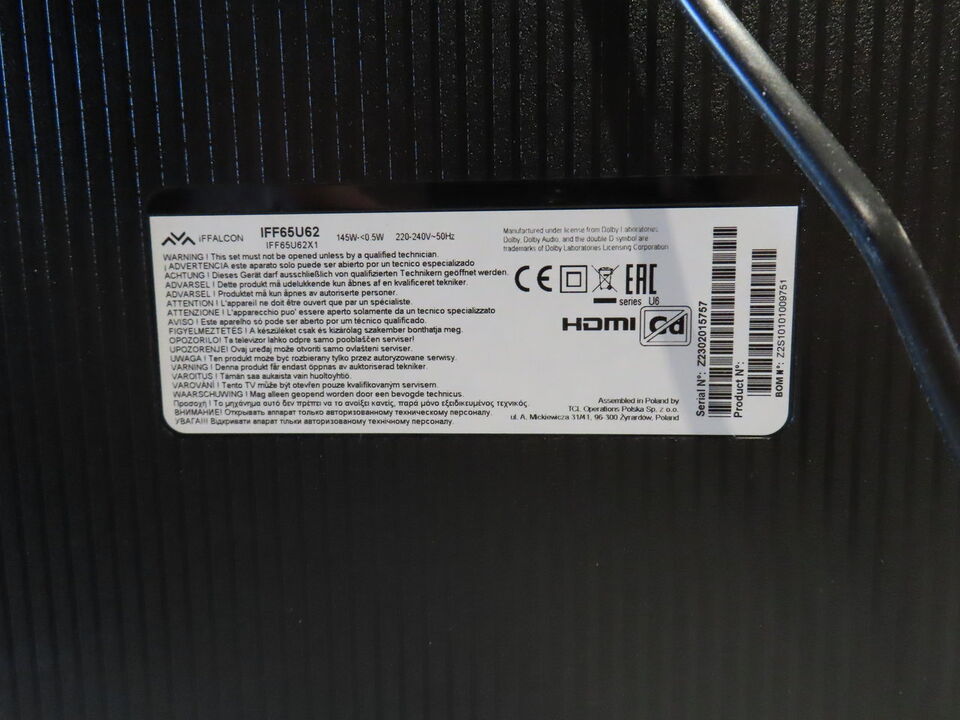 iFFALCON
IFF65U62
IFF65U62X1
145W-<0.5W 220-240V~50Hz
WARNING ! This set must not be opened unless by a qualified technician.
¡ ADVERTENCIA este aparato solo puede ser abierto por un tecnico especializado
ACHTUNG ! Dieses Gerät darf ausschließlich von qualifizierten Technikern geöffnet werden.
ADVARSEL ! Dette produkt må udelukkende kun åbnes af en kvalificeret tekniker.
ADVARSEL ! Produktet må kun åpnes av autoriserte personer.
ATTENTION ! L'appareil ne doit être ouvert que par un spécialiste.
ATTENZIONE ! L'apparecchio puo' essere aperto solamente da un tecnico specializzato
AVISO ! Este aparelho só pode ser aberto por um técnico qualificado.
FIGYELMEZTETÉS ! A készüléket csak és kizárólag szakember bonthatja meg.
OPOZORILO! Ta televizor lahko odpre samo pooblaščen serviser.
UPOZORENJE! Ovaj uređaj može otvoriti samo ovlašteni serviser.
UWAGA ! Ten produkt może być rozbierany tylko przez autoryzowane serwisy.
VARNING ! Denna produkt får endast öppnas av auktoriserad tekniker.
VAROITUS ! Tämän saa aukaista vain huoltoyhtiö.
VAROVANI ! Tento TV může být otevřen pouze kvalifikovaným servisem.
WAARSCHUWING ! Mag alleen geopend worden door een bevoegde technicus.
Προσοχή ! Το μηχάνημα αυτό δεν πρέπει να το ανοίξει κανείς, παρά μόνο εξειδικευμένος τεχνικός.
ВНИМАНИЕ! Открывать аппарат только авторизованному техническому персоналу.
УВАГА!!! Відкривати апарат тільки авторизованому технічному персоналу.
Manufactured under license from Dolby Laboratories.
Dolby, Dolby Audio, and the double D symbol are
trademarks of Dolby Laboratories Licensing Corporation
CE EAC
series U6
HDMI Cd
Assembled in Poland by
TCL Operations Polska Sp. z o.o.
ul. A. Mickiewicza 31/41, 96-300 Żyrardów, Poland
Serial N°: Z2302015757
Product N°:
BOM N°: Z2S10101009751